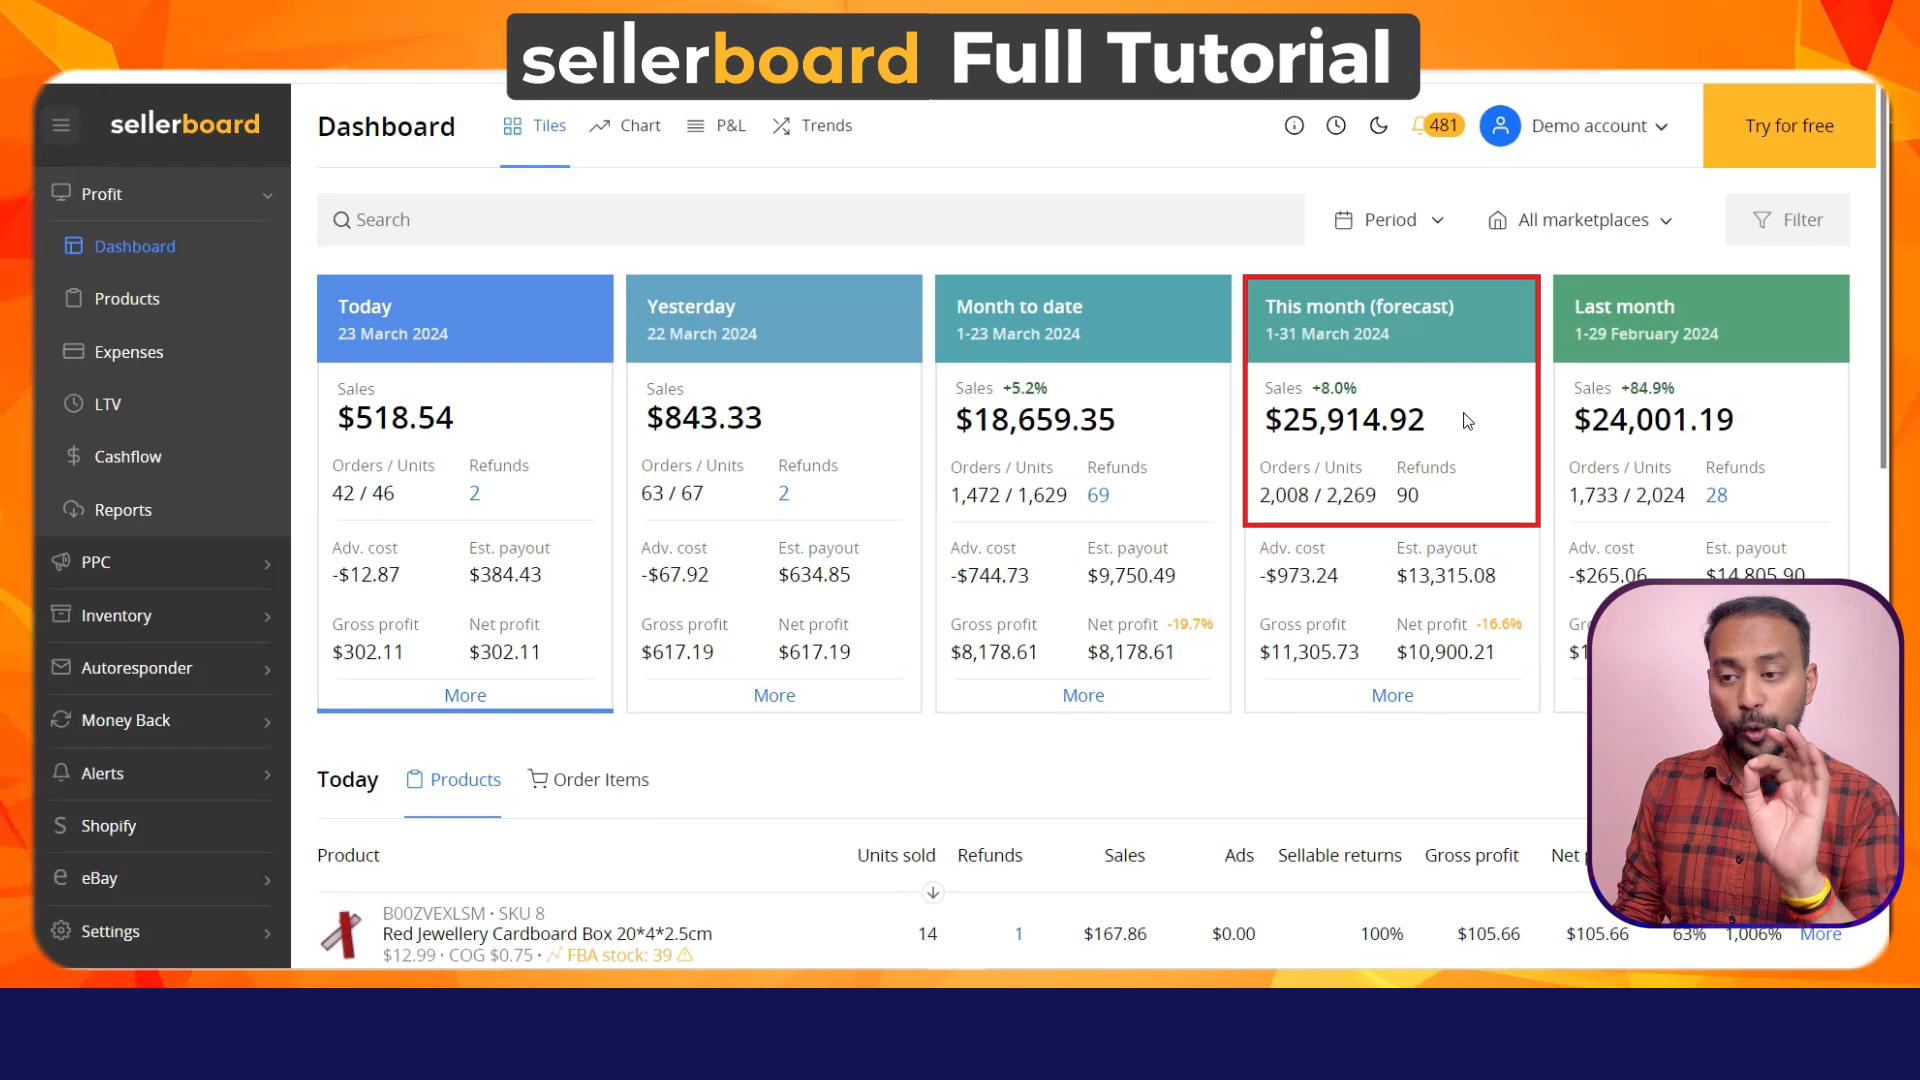 sellerboard Full Tutorial
sellerboard
Dashboard
Tiles
Chart
P&L
Trends
481
Demo account
Try for free
Profit
Dashboard
Products
Expenses
LTV
Cashflow
Reports
PPC
Inventory
Autoresponder
Money Back
Alerts
Shopify
eBay
Settings
Search
Period
All marketplaces
Filter
Today
23 March 2024
Sales
$518.54
Orders / Units Refunds
42 / 46 2
Adv. cost Est. payout
-$12.87 $384.43
Gross profit Net profit
$302.11 $302.11
More
Yesterday
22 March 2024
Sales
$843.33
Orders / Units Refunds
63 / 67 2
Adv. cost Est. payout
-$67.92 $634.85
Gross profit Net profit
$617.19 $617.19
More
Month to date
1-23 March 2024
Sales +5.2%
$18,659.35
Orders / Units Refunds
1,472 / 1,629 69
Adv. cost Est. payout
-$744.73 $9,750.49
Gross profit Net profit -19.7%
$8,178.61 $8,178.61
More
This month (forecast)
1-31 March 2024
Sales +8.0%
$25,914.92
Orders / Units Refunds
2,008 / 2,269 90
Adv. cost Est. payout
-$973.24 $13,315.08
Gross profit Net profit -16.6%
$11,305.73 $10,900.21
More
Last month
1-29 February 2024
Sales +84.9%
$24,001.19
Orders / Units Refunds
1,733 / 2,024 28
Adv. cost Est. payout
-$265.06 $14,805.90
Today
Products
Order Items
Product Units sold Refunds Sales Ads Sellable returns Gross profit Net
B00ZVEXLSM • SKU 8
Red Jewellery Cardboard Box 20*4*2.5cm 14 1 $167.86 $0.00 100% $105.66 $105.66 63% 1,006% More
$12.99 • COG $0.75 • FBA stock: 39